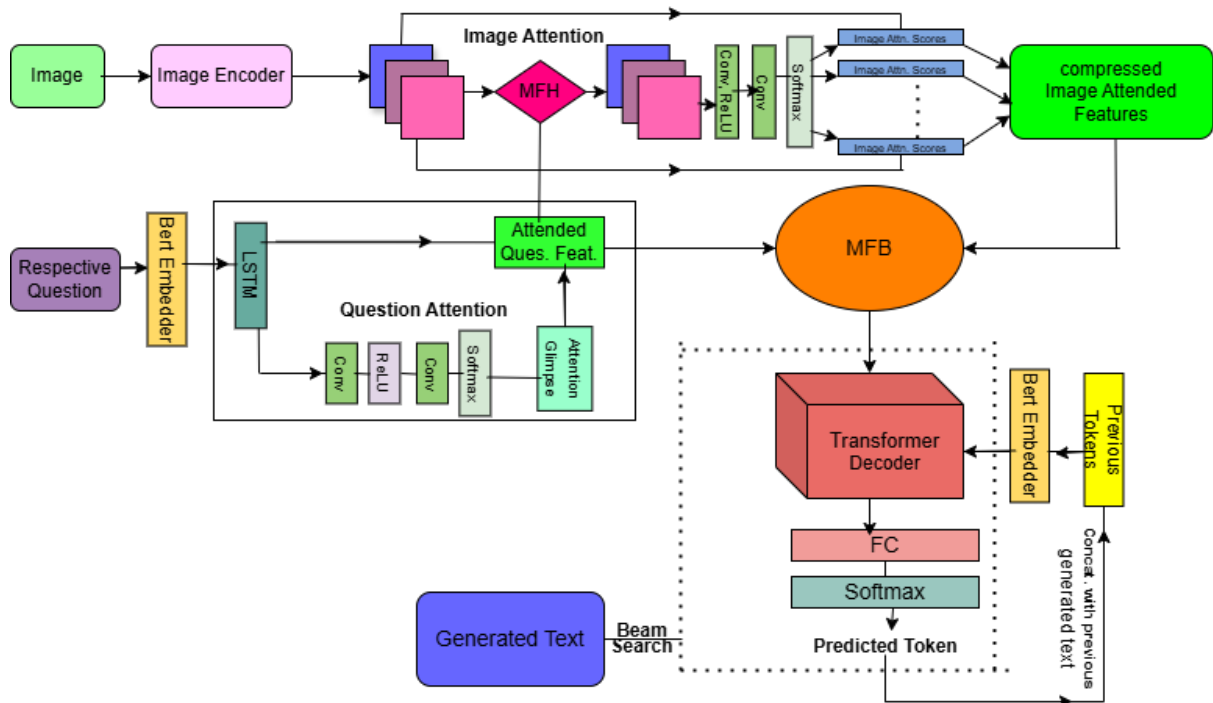 Image
Image Encoder
Image Attention
MFH
Conv, ReLU
Conv
Softmax
Image Attn. Scores
Image Attn. Scores
Image Attn. Scores
compressed
Image Attended
Features
Respective
Question
Bert Embedder
LSTM
Attended
Ques. Feat.
Question Attention
Conv
ReLU
Conv
Softmax
Attention
Glimpse
MFB
Transformer
Decoder
Bert Embedder
Previous
Tokens
FC
Softmax
Predicted Token
Concat. with previous
generated text
Beam
Search
Generated Text